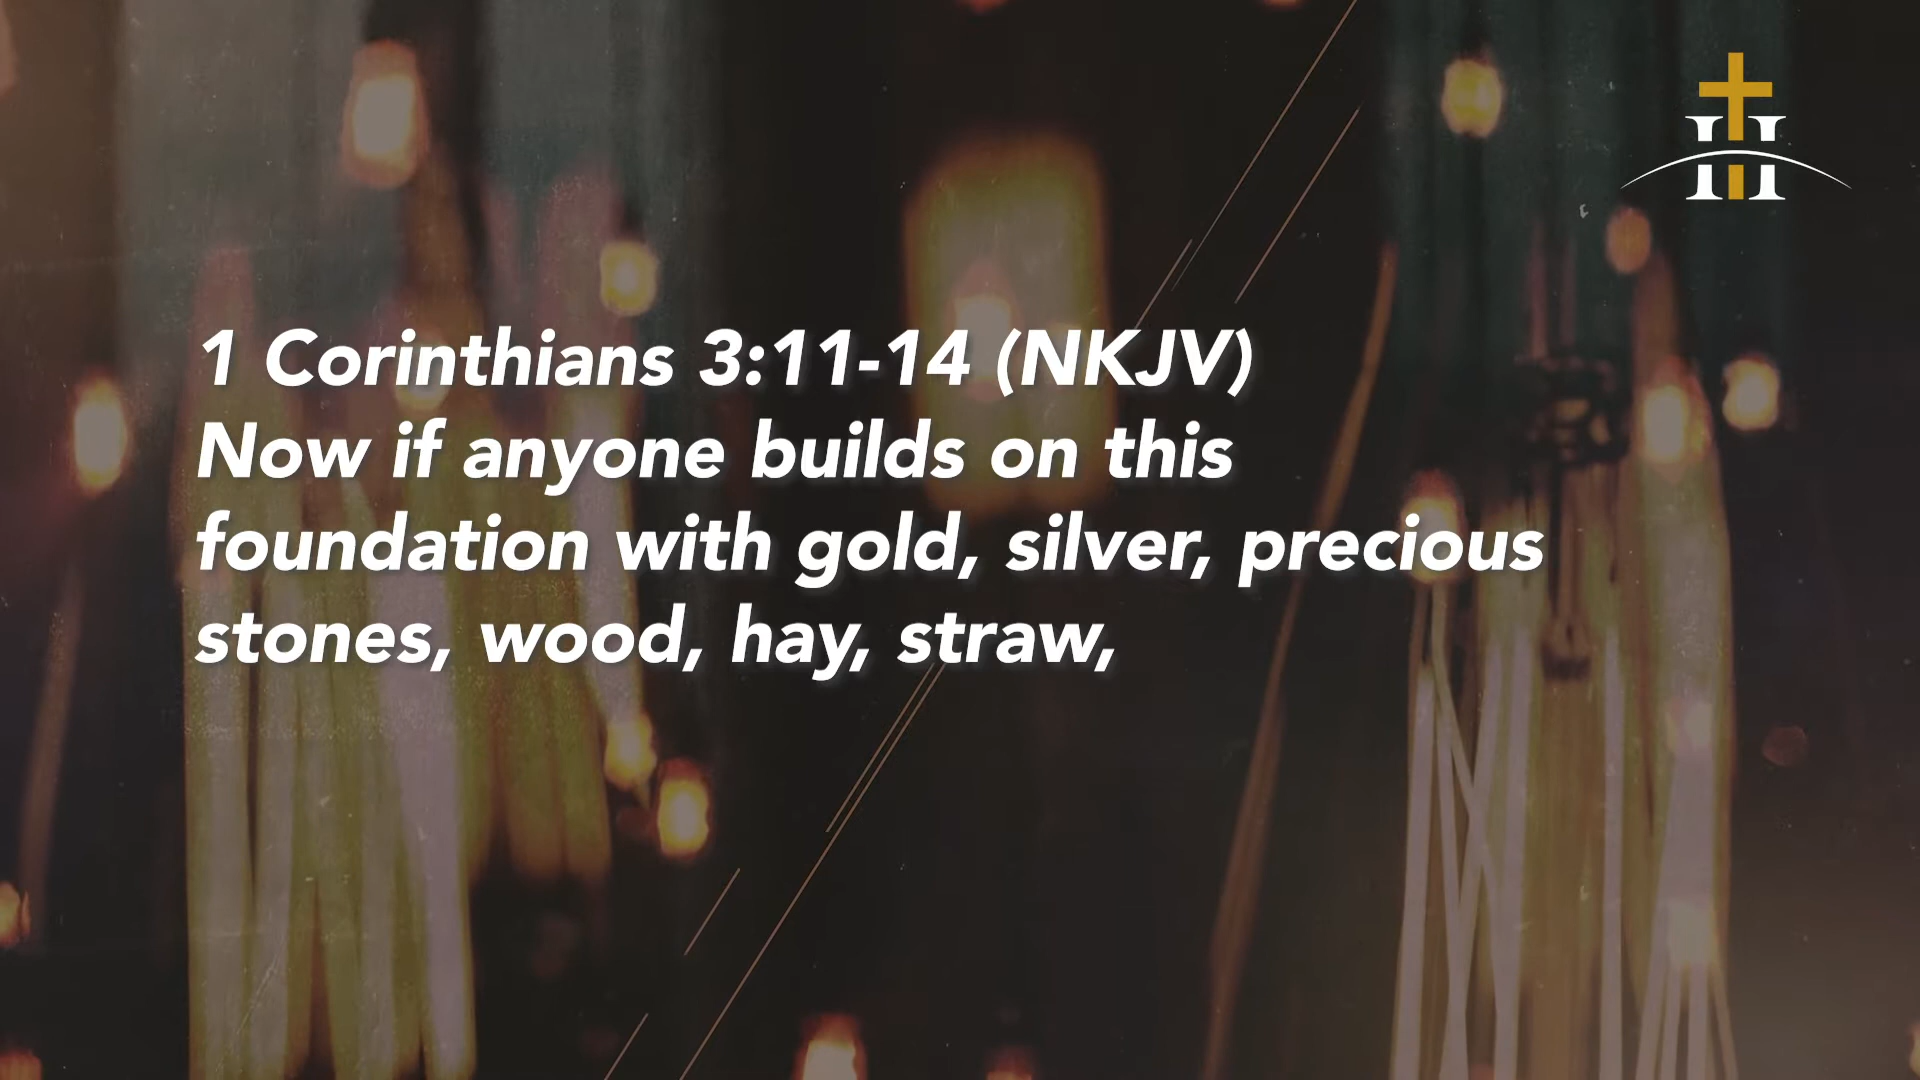 1 Corinthians 3:11-14 (NKJV)
Now if anyone builds on this
foundation with gold, silver, precious
stones, wood, hay, straw,